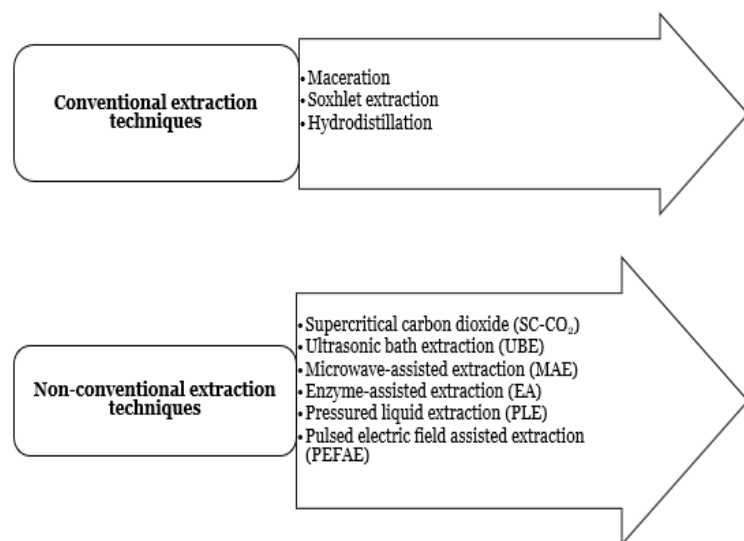 Conventional extraction
techniques
•Maceration
•Soxhlet extraction
•Hydrodistillation
Non-conventional extraction
techniques
•Supercritical carbon dioxide (SC-CO₂)
•Ultrasonic bath extraction (UBE)
•Microwave-assisted extraction (MAE)
•Enzyme-assisted extraction (EA)
•Pressured liquid extraction (PLE)
•Pulsed electric field assisted extraction
(PEFAE)